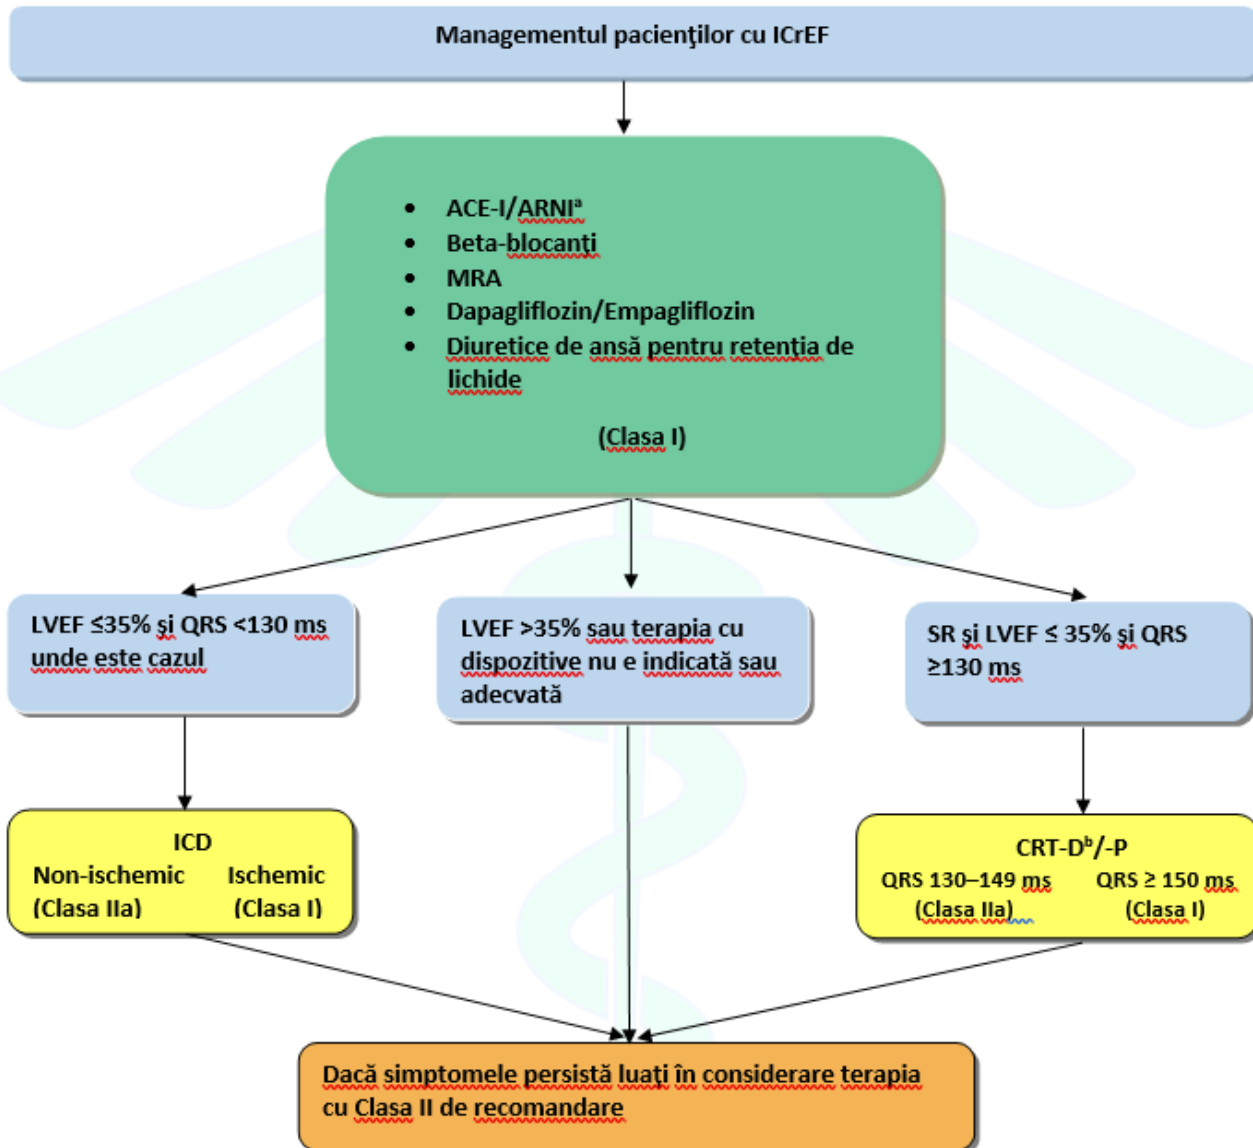 Managementul pacienţilor cu ICrEF
• ACE-I/ARNIᵃ
• Beta-blocanţi
• MRA
• Dapagliflozin/Empagliflozin
• Diuretice de ansă pentru retenţia de
lichide
(Clasa I)
LVEF ≤35% şi QRS <130 ms
unde este cazul
LVEF >35% sau terapia cu
dispozitive nu e indicată sau
adecvată
SR şi LVEF ≤ 35% şi QRS
≥130 ms
ICD
Non-ischemic Ischemic
(Clasa IIa) (Clasa I)
CRT-Dᵇ/-P
QRS 130–149 ms QRS ≥ 150 ms
(Clasa IIa) (Clasa I)
Dacă simptomele persistă luaţi în considerare terapia
cu Clasa II de recomandare